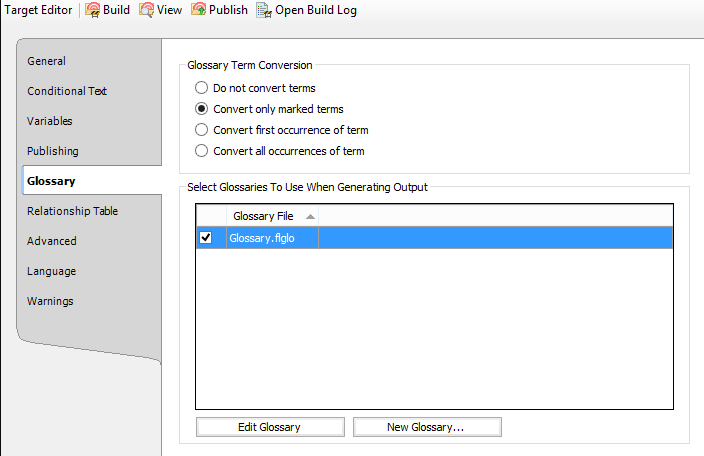 Target Editor Build View Publish Open Build Log
General
Conditional Text
Variables
Publishing
Glossary
Relationship Table
Advanced
Language
Warnings
Glossary Term Conversion
Do not convert terms
Convert only marked terms
Convert first occurrence of term
Convert all occurrences of term
Select Glossaries To Use When Generating Output
Glossary File
Glossary.flglo
Edit Glossary New Glossary...